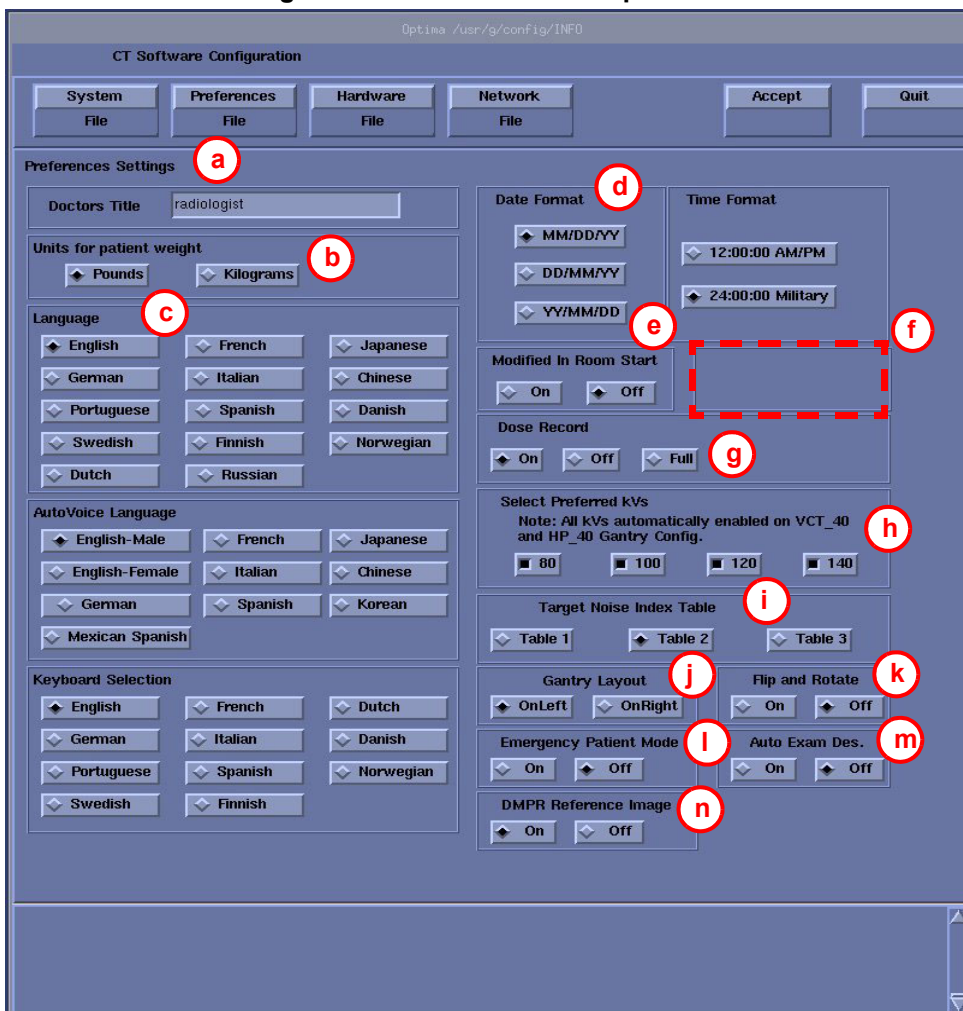 Optima /usr/g/config/INFO
CT Software Configuration
System Preferences Hardware Network Accept Quit
File File File File
Preferences Settings a
Doctors Title radiologist
Units for patient weight b
Pounds Kilograms
Language c
English French Japanese
German Italian Chinese
Portuguese Spanish Danish
Swedish Finnish Norwegian
Dutch Russian
AutoVoice Language
English-Male French Japanese
English-Female Italian Chinese
German Spanish Korean
Mexican Spanish
Keyboard Selection
English French Dutch
German Italian Danish
Portuguese Spanish Norwegian
Swedish Finnish
Date Format d
MM/DD/YY
DD/MM/YY
YY/MM/DD
Time Format
12:00:00 AM/PM
24:00:00 Military
e
f
Modified In Room Start
On Off
Dose Record
On Off Full g
Select Preferred kVs
Note: All kVs automatically enabled on VCT_40
and HP_40 Gantry Config.
h
80 100 120 140
Target Noise Index Table i
Table 1 Table 2 Table 3
Gantry Layout j
OnLeft OnRight
Flip and Rotate k
On Off
Emergency Patient Mode l
On Off
Auto Exam Des. m
On Off
DMPR Reference Image n
On Off